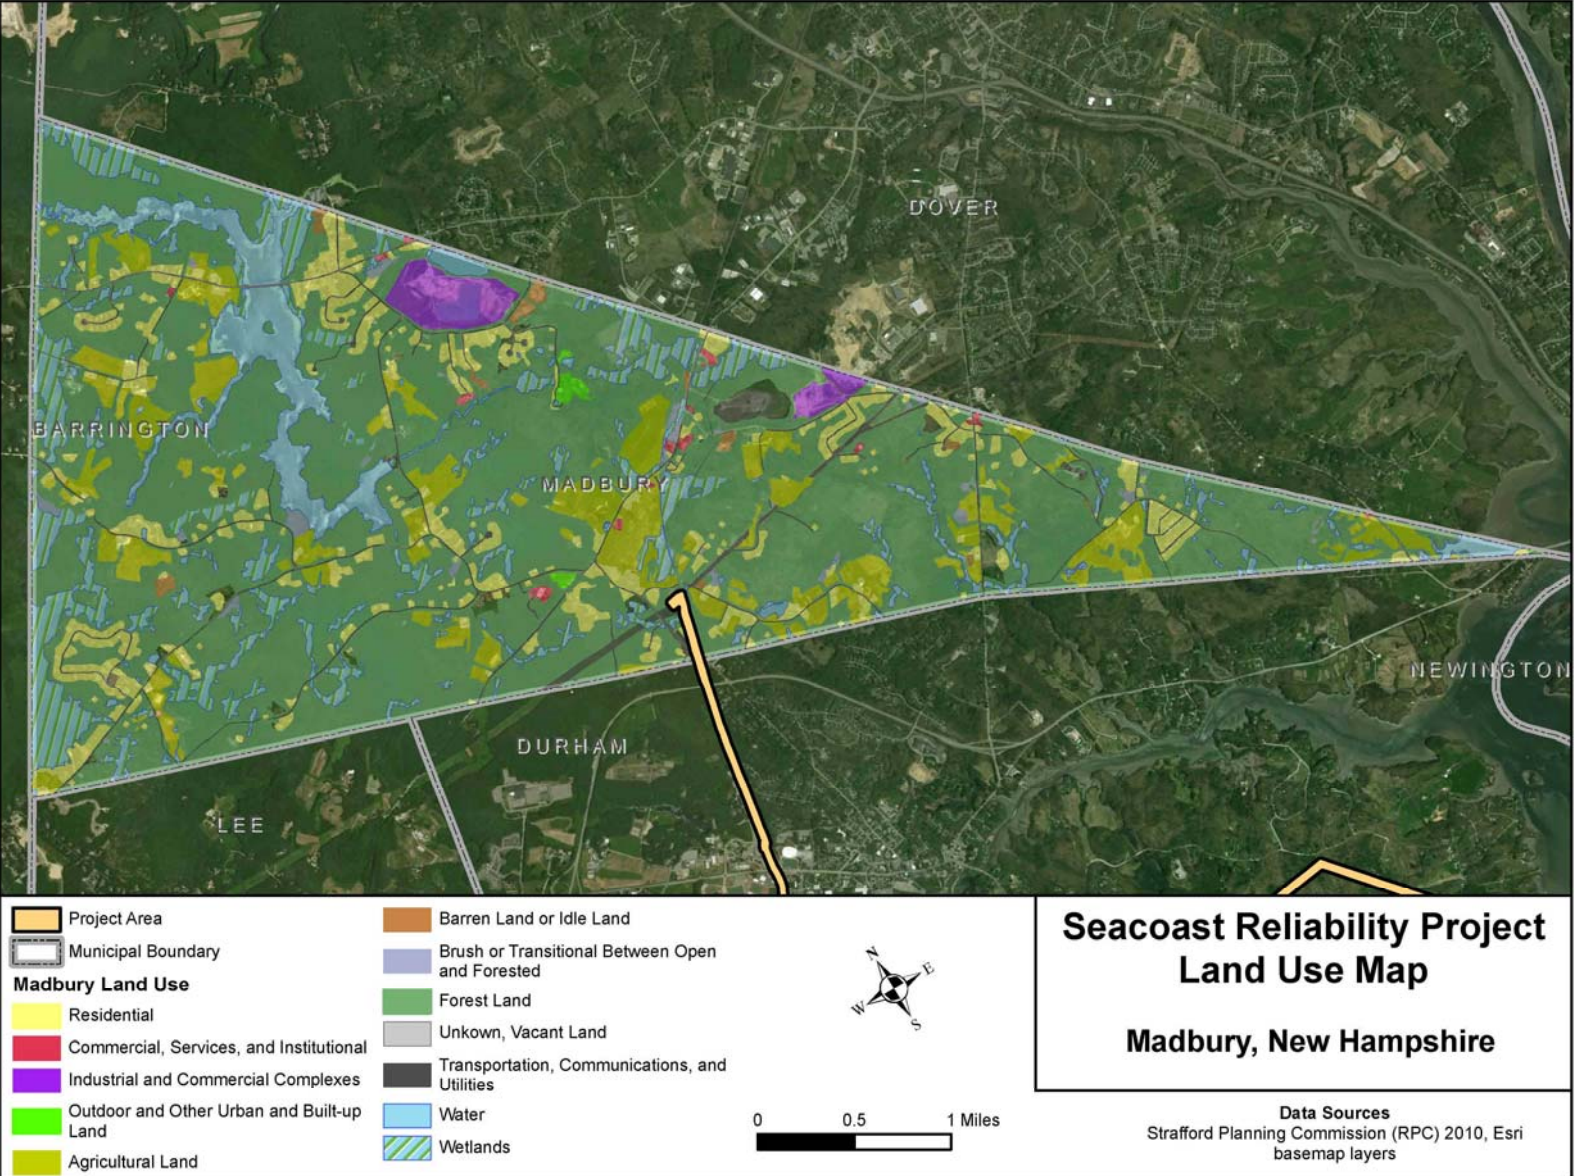 DOVER
BARRINGTON
MADBURY
NEWINGTON
DURHAM
LEE
Project Area
Municipal Boundary
Madbury Land Use
Residential
Commercial, Services, and Institutional
Industrial and Commercial Complexes
Outdoor and Other Urban and Built-up
Land
Agricultural Land
Barren Land or Idle Land
Brush or Transitional Between Open
and Forested
Forest Land
Unkown, Vacant Land
Transportation, Communications, and
Utilities
Water
Wetlands
N
E
W
S
0 0.5 1 Miles
Seacoast Reliability Project
Land Use Map
Madbury, New Hampshire
Data Sources
Strafford Planning Commission (RPC) 2010, Esri
basemap layers